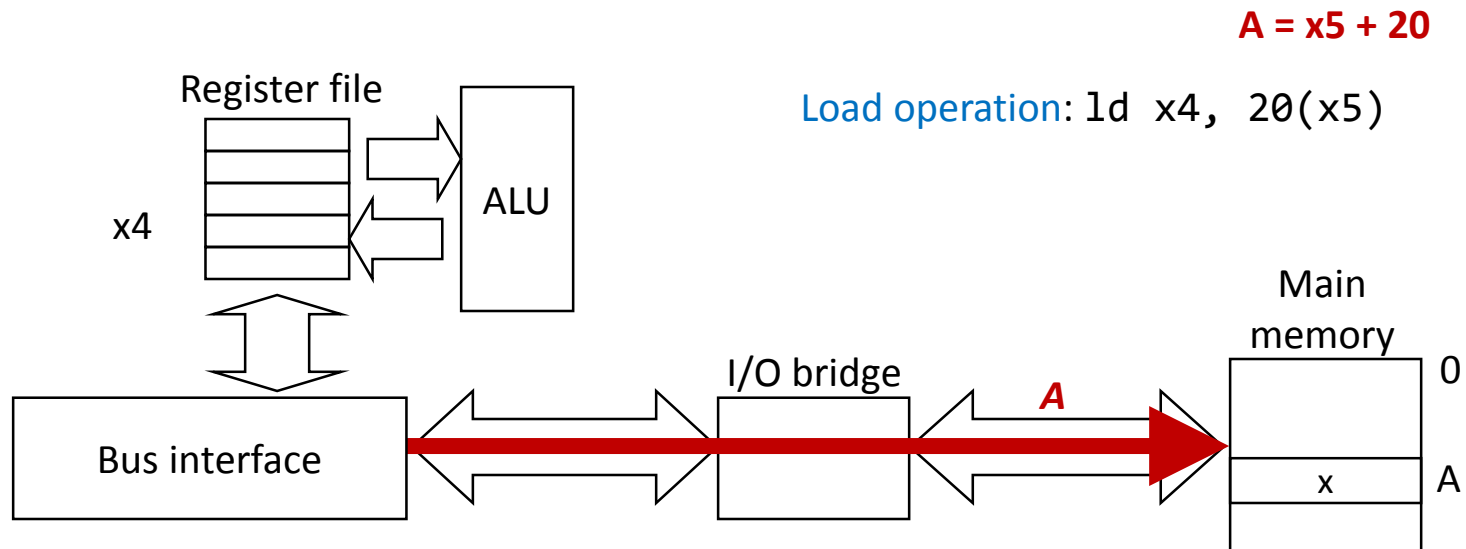 A = x5 + 20
Register file
Load operation: ld x4, 20(x5)
ALU
x4
Main
memory
I/O bridge
0
A
Bus interface
x
A